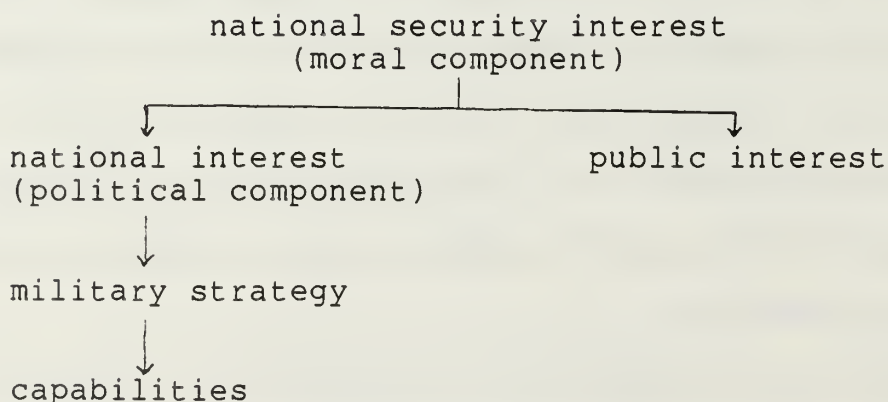 national security interest
(moral component)
national interest
public interest
(political component)
military strategy
capabilities